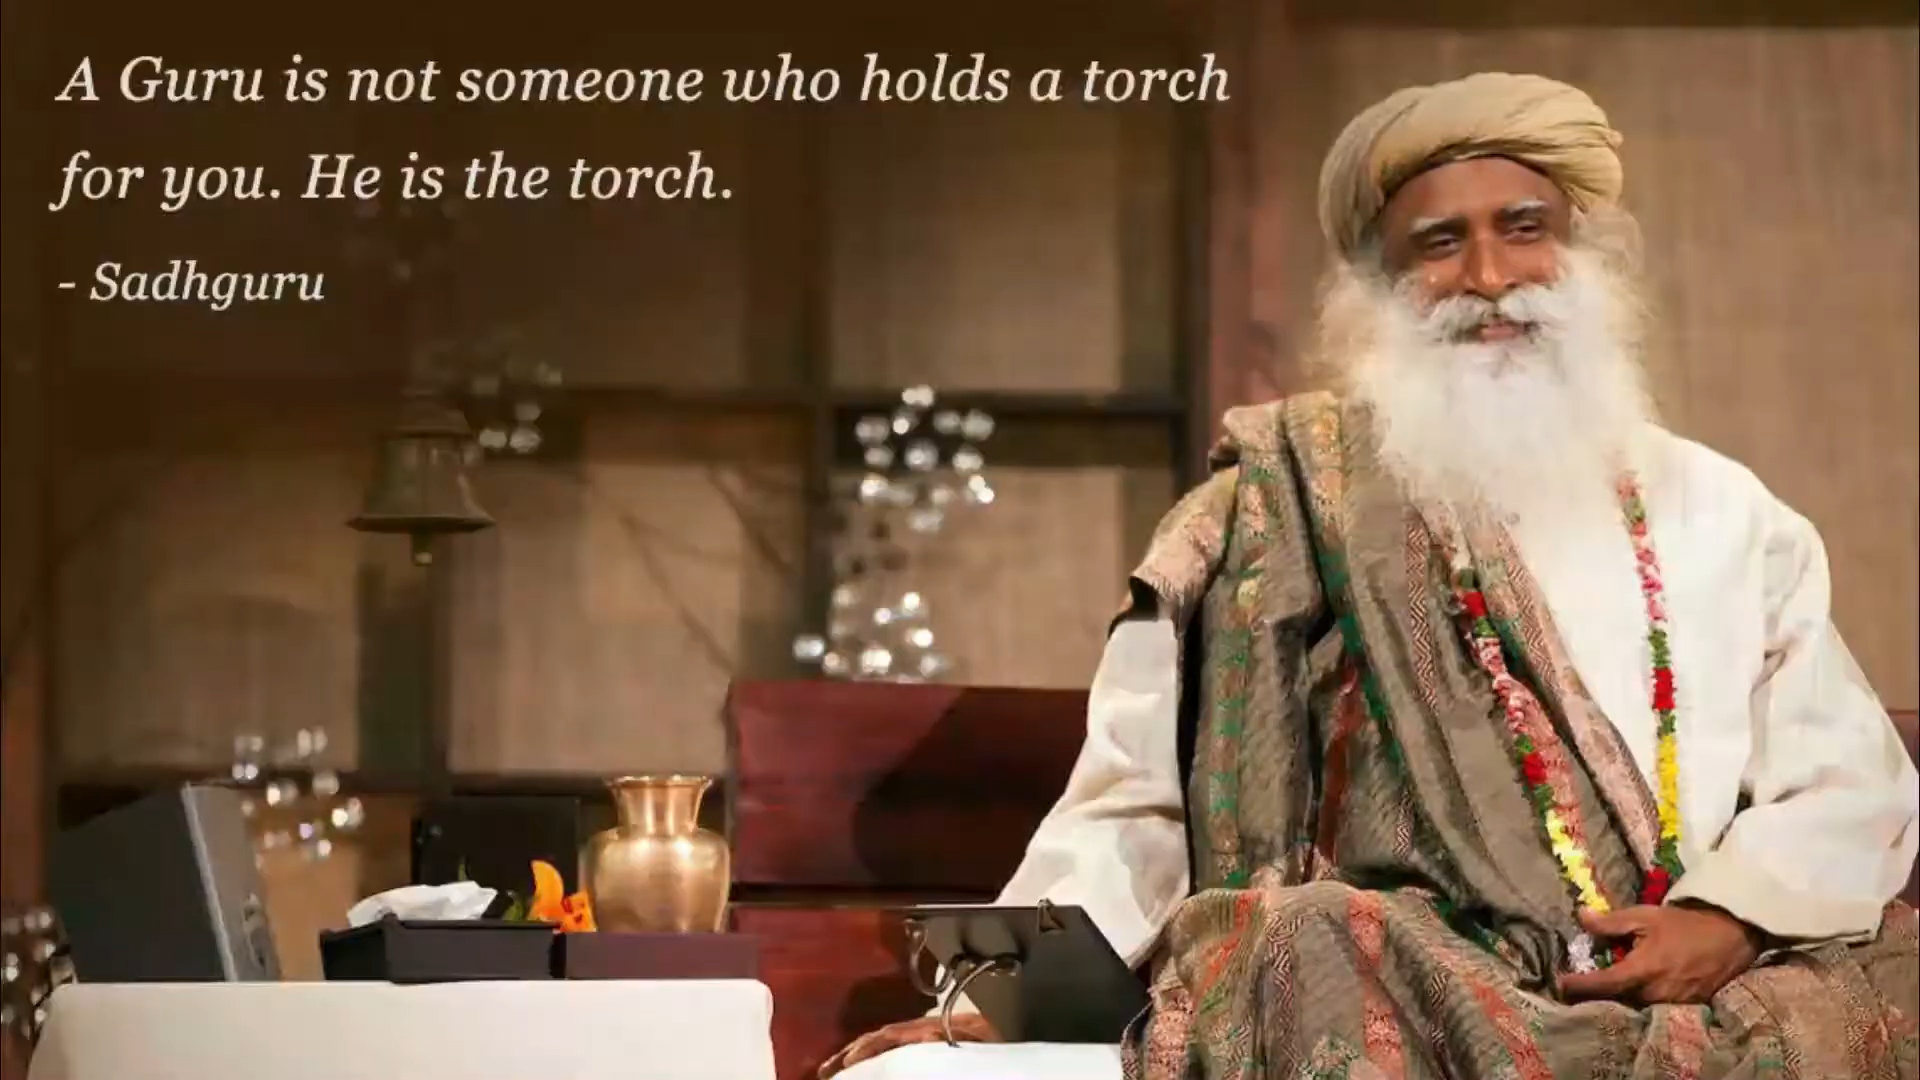 A Guru is not someone who holds a torch
for you. He is the torch.
- Sadhguru